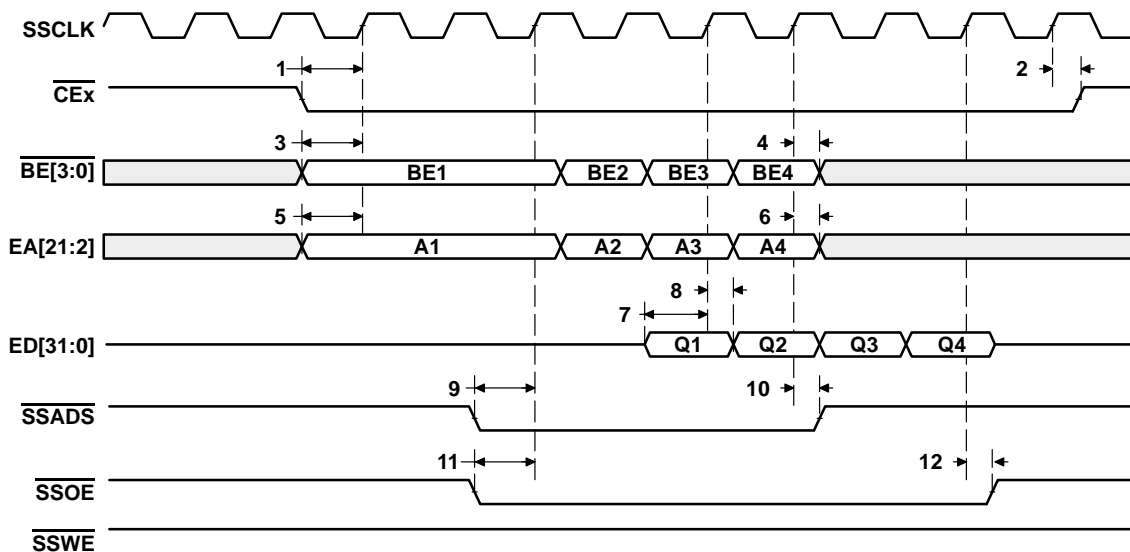 SSCLK
1
2
CEx
3
4
BE[3:0]
BE1 BE2 BE3 BE4
5
6
EA[21:2]
A1 A2 A3 A4
8
7
ED[31:0]
Q1 Q2 Q3 Q4
9
10
SSADS
11
12
SSOE
SSWE